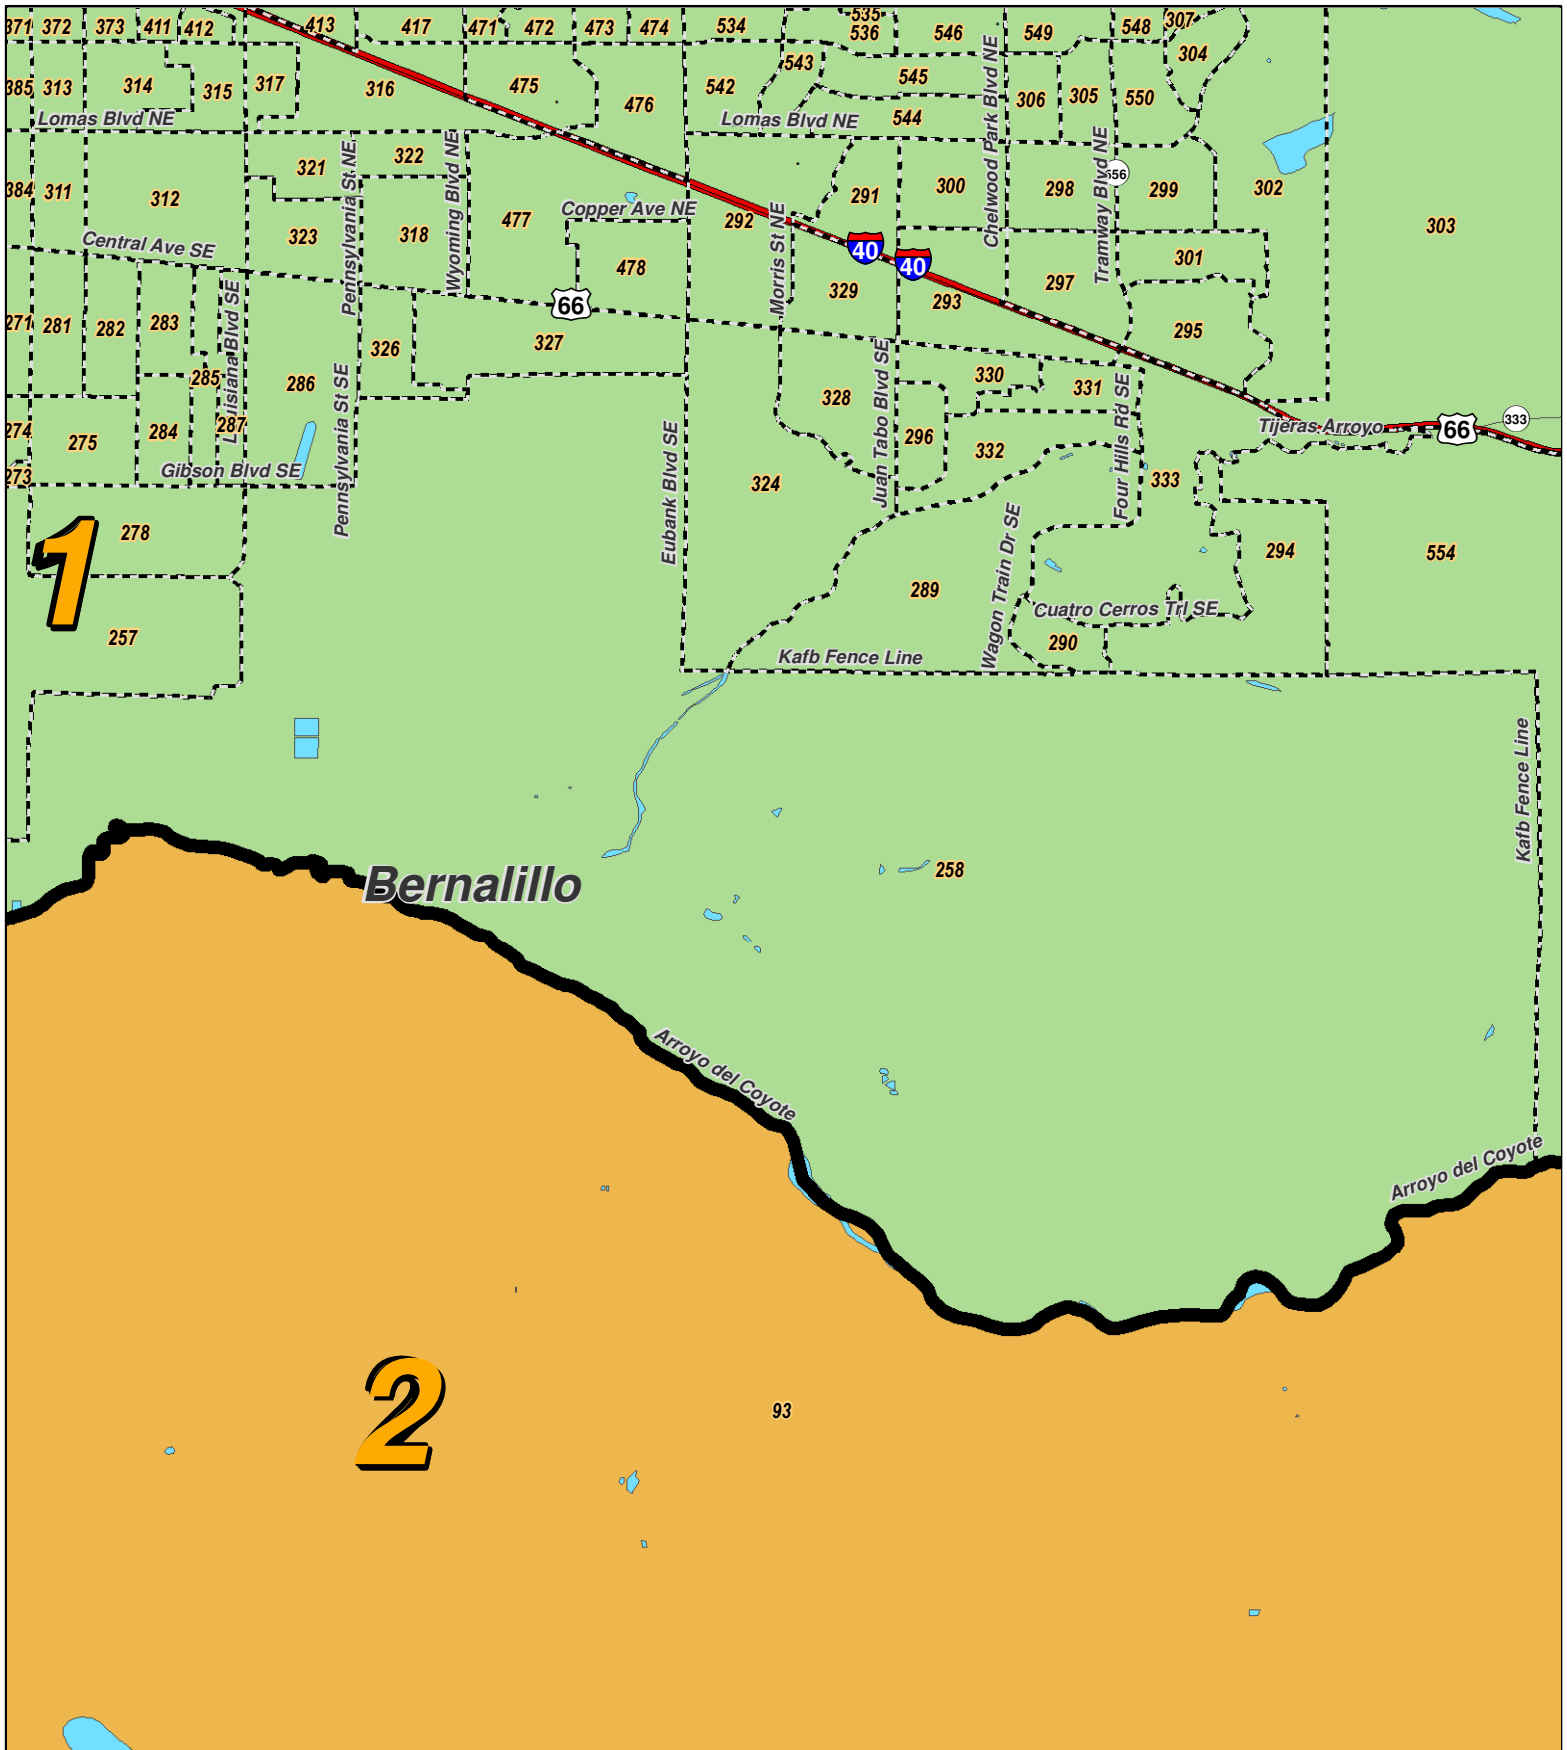 371 372 373 411 412 413 417 471 472 473 474 534 535 536 546 549 548 307 304
385 313 314 315 317 316 475 476 542 543 545 544 306 305 550
Lomas Blvd NE
Lomas Blvd NE
Chelwood Park Blvd NE
Tramway Blvd NE
556
384 311 312 321 322 323 318 477 292 291 300 298 299 302 303
Pennsylvania St NE
Wyoming Blvd NE
Copper Ave NE
Morris St NE
Central Ave SE
478 329 293 297 301 295
40
40
66
271 281 282 283 285 286 326 327 328 330 331
Louisiana Blvd SE
Pennsylvania St SE
Juan Tabo Blvd SE
Four Hills Rd SE
274 275 284 287 296 332 333
Tijeras Arroyo
66
333
273
Gibson Blvd SE
Eubank Blvd SE
324
1
278
257
Wagon Train Dr SE
289
294
554
Cuatro Cerros Trl SE
290
Kafb Fence Line
Kafb Fence Line
Bernalillo
258
Arroyo del Coyote
Arroyo del Coyote
2
93